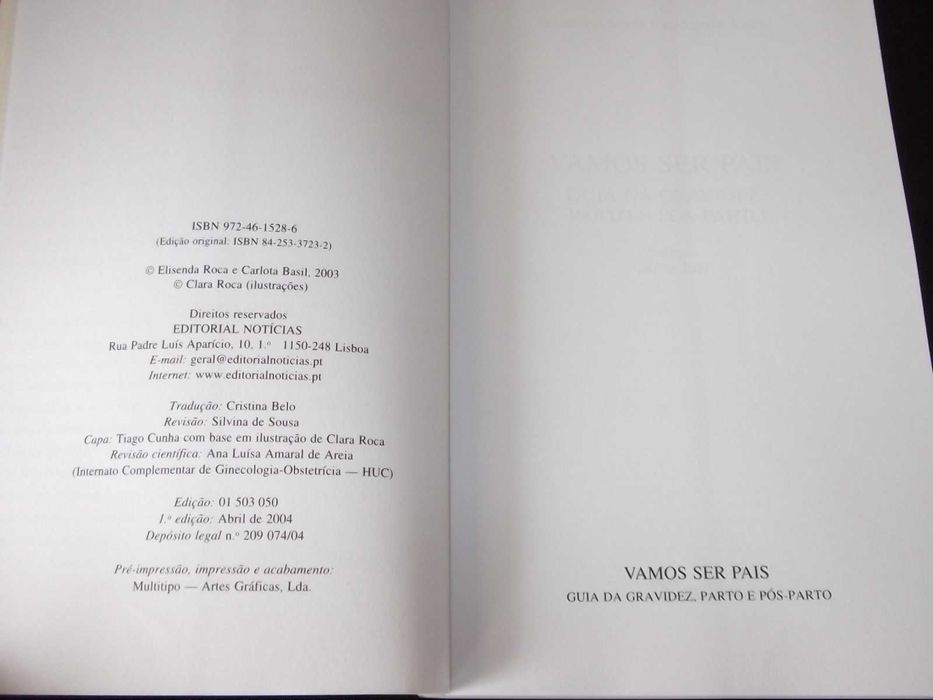 ISBN 972-46-1528-6
(Edição original: ISBN 84-253-3723-2)
© Elisenda Roca e Carlota Basil, 2003
© Clara Roca (ilustrações)
Direitos reservados
EDITORIAL NOTÍCIAS
Rua Padre Luís Aparício, 10, 1.º 1150-248 Lisboa
E-mail: geral@editorialnoticias.pt
Internet: www.editorialnoticias.pt
Tradução: Cristina Belo
Revisão: Silvina de Sousa
Capa: Tiago Cunha com base em ilustração de Clara Roca
Revisão científica: Ana Luísa Amaral de Areia
(Internato Complementar de Ginecologia-Obstetrícia — HUC)
Edição: 01 503 050
1.ª edição: Abril de 2004
Depósito legal n.º 209 074/04
Pré-impressão, impressão e acabamento:
Multitipo — Artes Gráficas, Lda.
VAMOS SER PAIS
GUIA DA GRAVIDEZ, PARTO E PÓS-PARTO